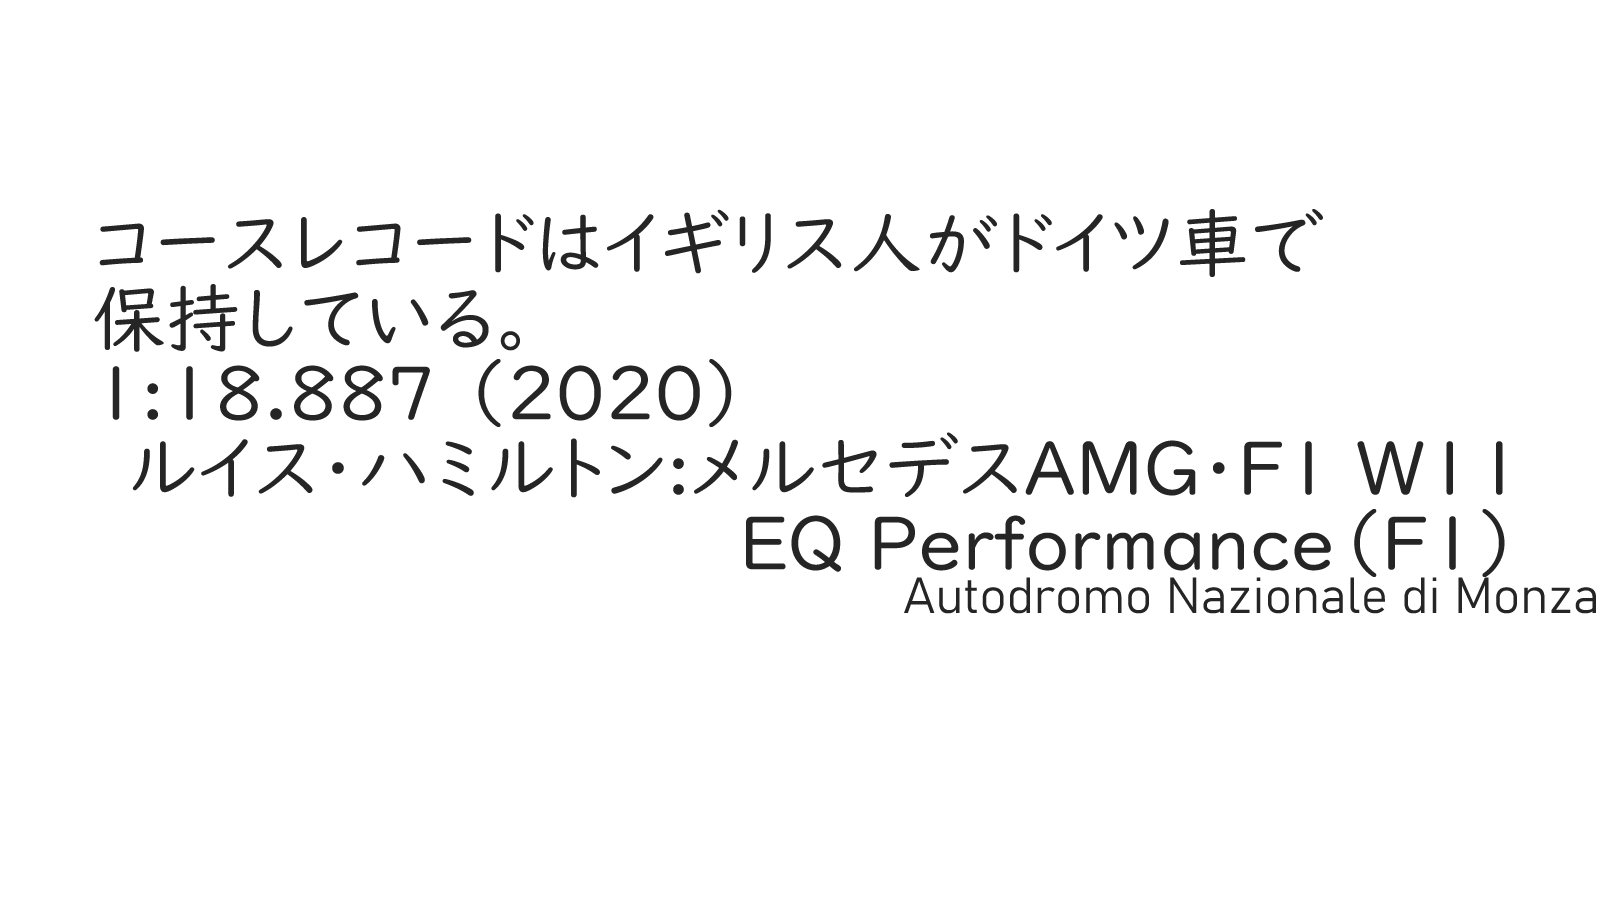 コースレコードはイギリス人がドイツ車で
保持している。
1:18.887（2020）
ルイス・ハミルトン:メルセデスAMG・F1 W11
EQ Performance（F1）
Autodromo Nazionale di Monza